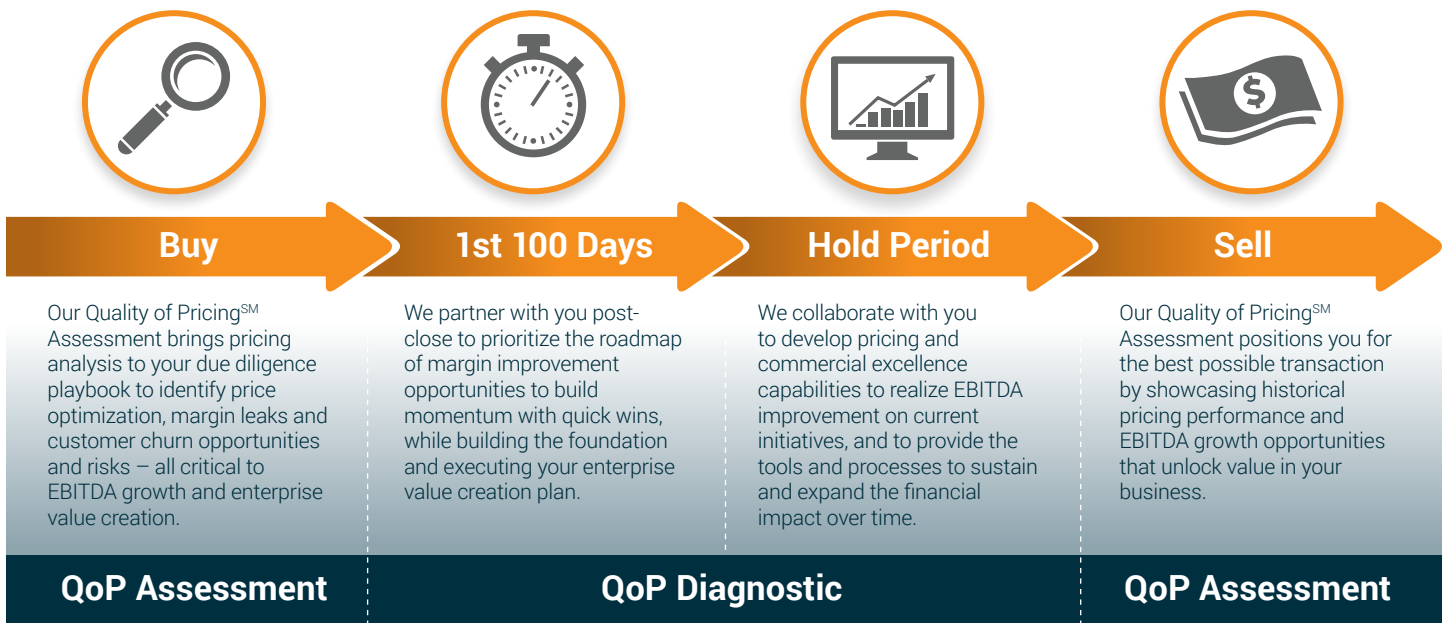 $
Buy
1st 100 Days
Hold Period
Sell
Our Quality of Pricing℠
Assessment brings pricing
analysis to your due diligence
playbook to identify price
optimization, margin leaks and
customer churn opportunities
and risks – all critical to
EBITDA growth and enterprise
value creation.
We partner with you post-
close to prioritize the roadmap
of margin improvement
opportunities to build
momentum with quick wins,
while building the foundation
and executing your enterprise
value creation plan.
We collaborate with you
to develop pricing and
commercial excellence
capabilities to realize EBITDA
improvement on current
initiatives, and to provide the
tools and processes to sustain
and expand the financial
impact over time.
Our Quality of Pricing℠
Assessment positions you for
the best possible transaction
by showcasing historical
pricing performance and
EBITDA growth opportunities
that unlock value in your
business.
QoP Assessment
QoP Diagnostic
QoP Assessment